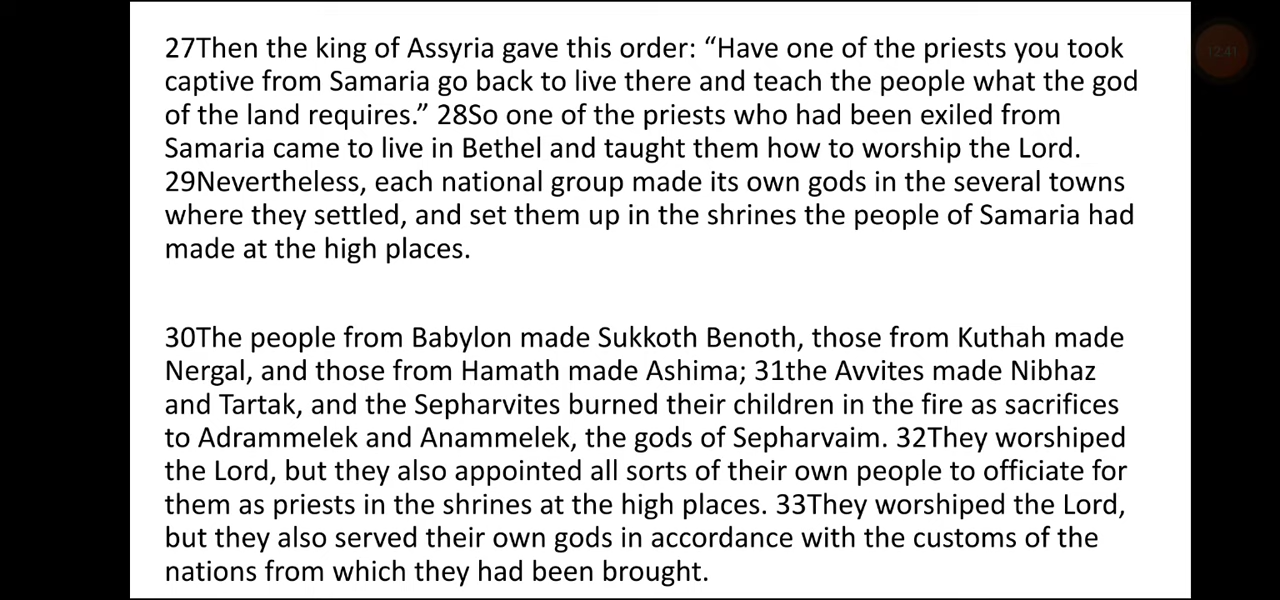 27Then the king of Assyria gave this order: “Have one of the priests you took
captive from Samaria go back to live there and teach the people what the god
of the land requires.” 28So one of the priests who had been exiled from
Samaria came to live in Bethel and taught them how to worship the Lord.
29Nevertheless, each national group made its own gods in the several towns
where they settled, and set them up in the shrines the people of Samaria had
made at the high places.
30The people from Babylon made Sukkoth Benoth, those from Kuthah made
Nergal, and those from Hamath made Ashima; 31the Avvites made Nibhaz
and Tartak, and the Sepharvites burned their children in the fire as sacrifices
to Adrammelek and Anammelek, the gods of Sepharvaim. 32They worshiped
the Lord, but they also appointed all sorts of their own people to officiate for
them as priests in the shrines at the high places. 33They worshiped the Lord,
but they also served their own gods in accordance with the customs of the
nations from which they had been brought.
12:41